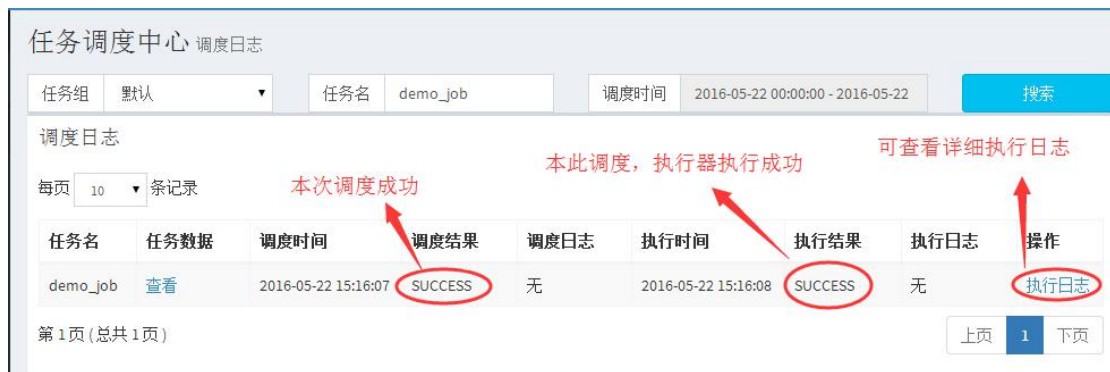 任务调度中心 调度日志
任务组 默认 任务名 demo_job 调度时间 2016-05-22 00:00:00 - 2016-05-22 搜索
调度日志
可查看详细执行日志
本此调度，执行器执行成功
每页 10 条记录 本次调度成功
任务名 任务数据 调度时间 调度结果 调度日志 执行时间 执行结果 执行日志 操作
demo_job 查看 2016-05-22 15:16:07 SUCCESS 无 2016-05-22 15:16:08 SUCCESS 无 执行日志
第1页(总共1页) 上页 1 下页